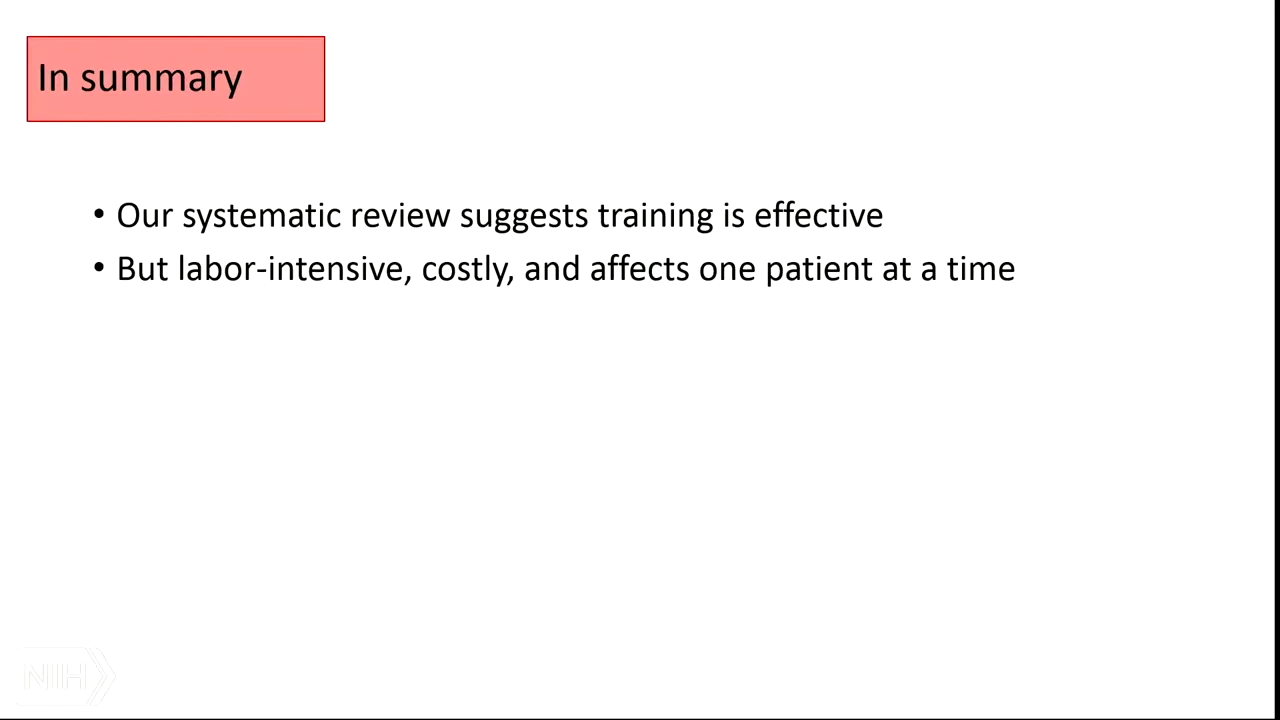 In summary
• Our systematic review suggests training is effective
• But labor-intensive, costly, and affects one patient at a time
NIH